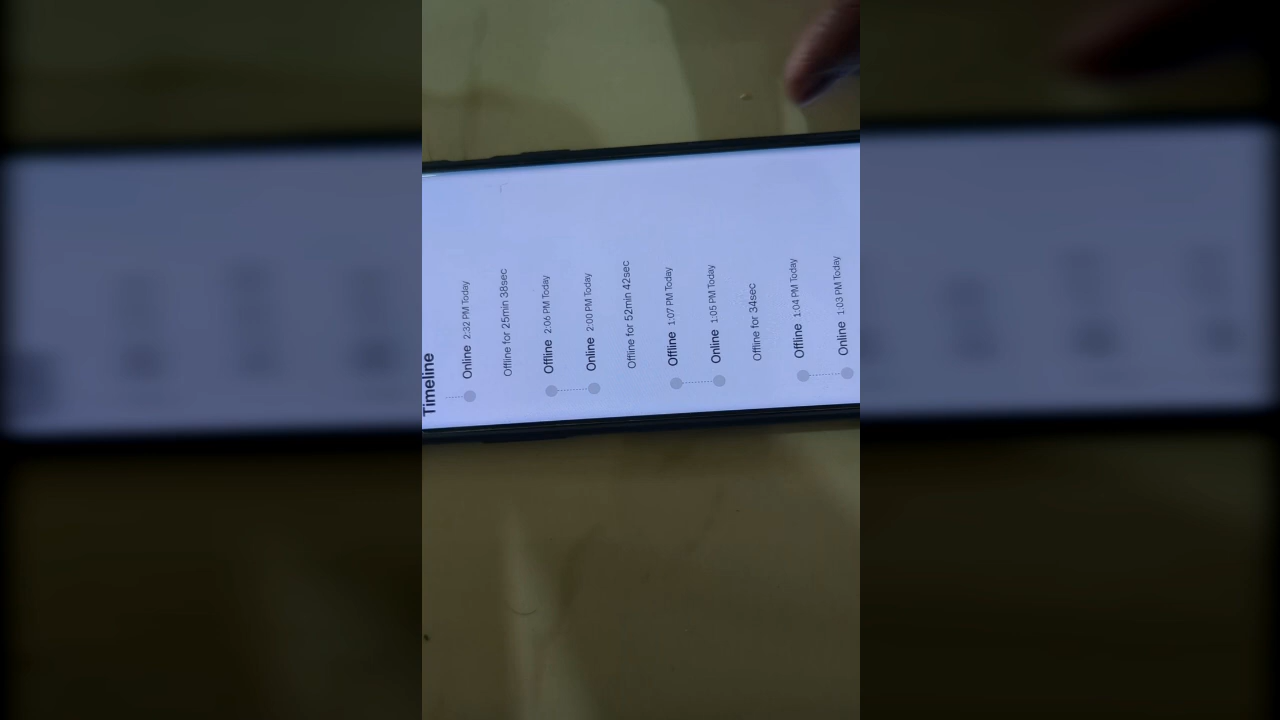 Timeline
Online 2:32 PM Today
Offline for 25min 38sec
Offline 2:06 PM Today
Online 2:00 PM Today
Offline for 52min 42sec
Offline 1:07 PM Today
Online 1:05 PM Today
Offline for 34sec
Offline 1:04 PM Today
Online 1:03 PM Today